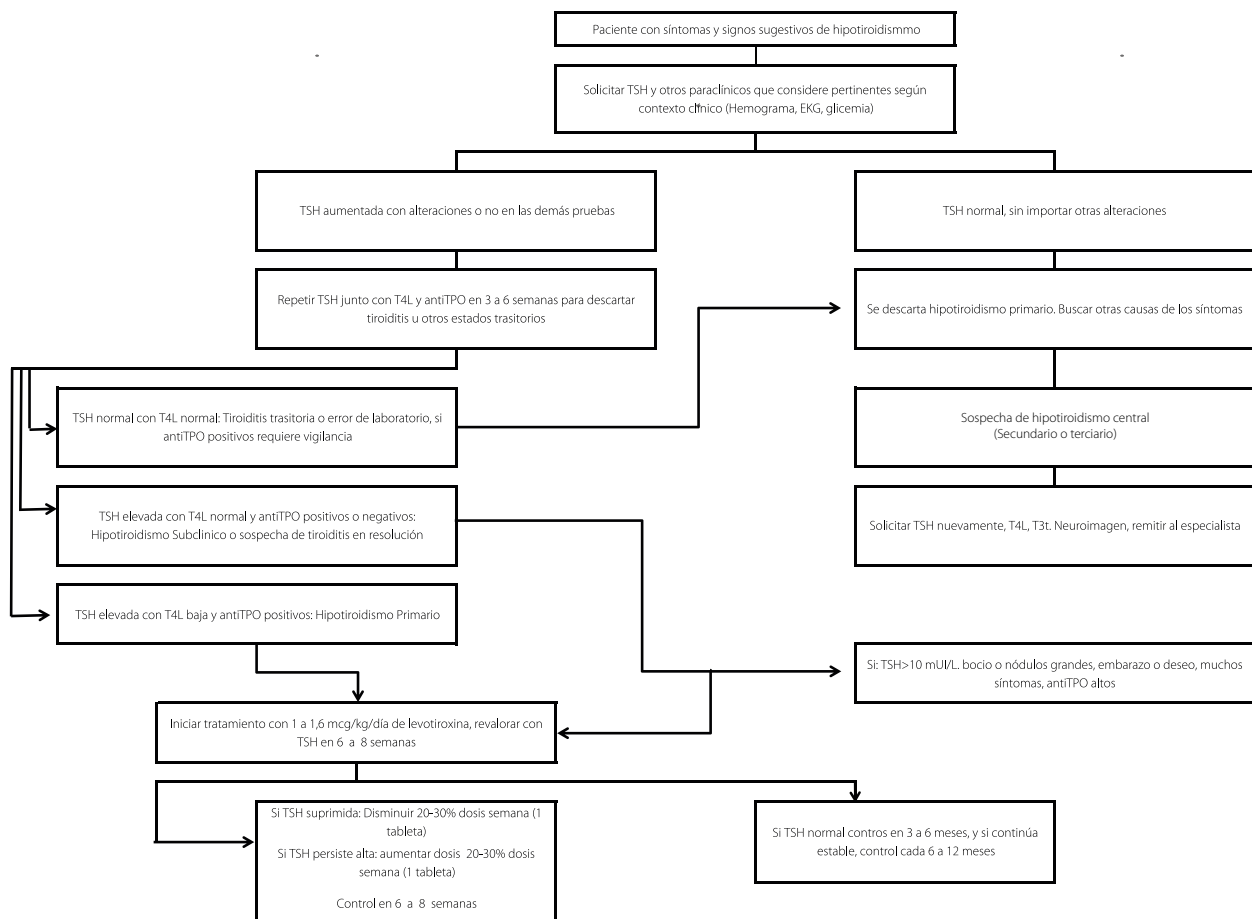 Paciente con síntomas y signos sugestivos de hipotiroidismmo
Solicitar TSH y otros paraclínicos que considere pertinentes según
contexto clínico (Hemograma, EKG, glicemia)
TSH aumentada con alteraciones o no en las demás pruebas
TSH normal, sin importar otras alteraciones
Repetir TSH junto con T4L y antiTPO en 3 a 6 semanas para descartar
tiroiditis u otros estados trasitorios
Se descarta hipotiroidismo primario. Buscar otras causas de los síntomas
TSH normal con T4L normal: Tiroiditis trasitoria o error de laboratorio, si
antiTPO positivos requiere vigilancia
Sospecha de hipotiroidismo central
(Secundario o terciario)
TSH elevada con T4L normal y antiTPO positivos o negativos:
Hipotiroidismo Subclinico o sospecha de tiroiditis en resolución
Solicitar TSH nuevamente, T4L, T3t. Neuroimagen, remitir al especialista
TSH elevada con T4L baja y antiTPO positivos: Hipotiroidismo Primario
Si: TSH>10 mUI/L. bocio o nódulos grandes, embarazo o deseo, muchos
síntomas, antiTPO altos
Iniciar tratamiento con 1 a 1,6 mcg/kg/día de levotiroxina, revalorar con
TSH en 6 a 8 semanas
Si TSH suprimida: Disminuir 20-30% dosis semana (1
tableta)
Si TSH persiste alta: aumentar dosis 20-30% dosis
semana (1 tableta)
Control en 6 a 8 semanas
Si TSH normal contros en 3 a 6 meses, y si continúa
estable, control cada 6 a 12 meses